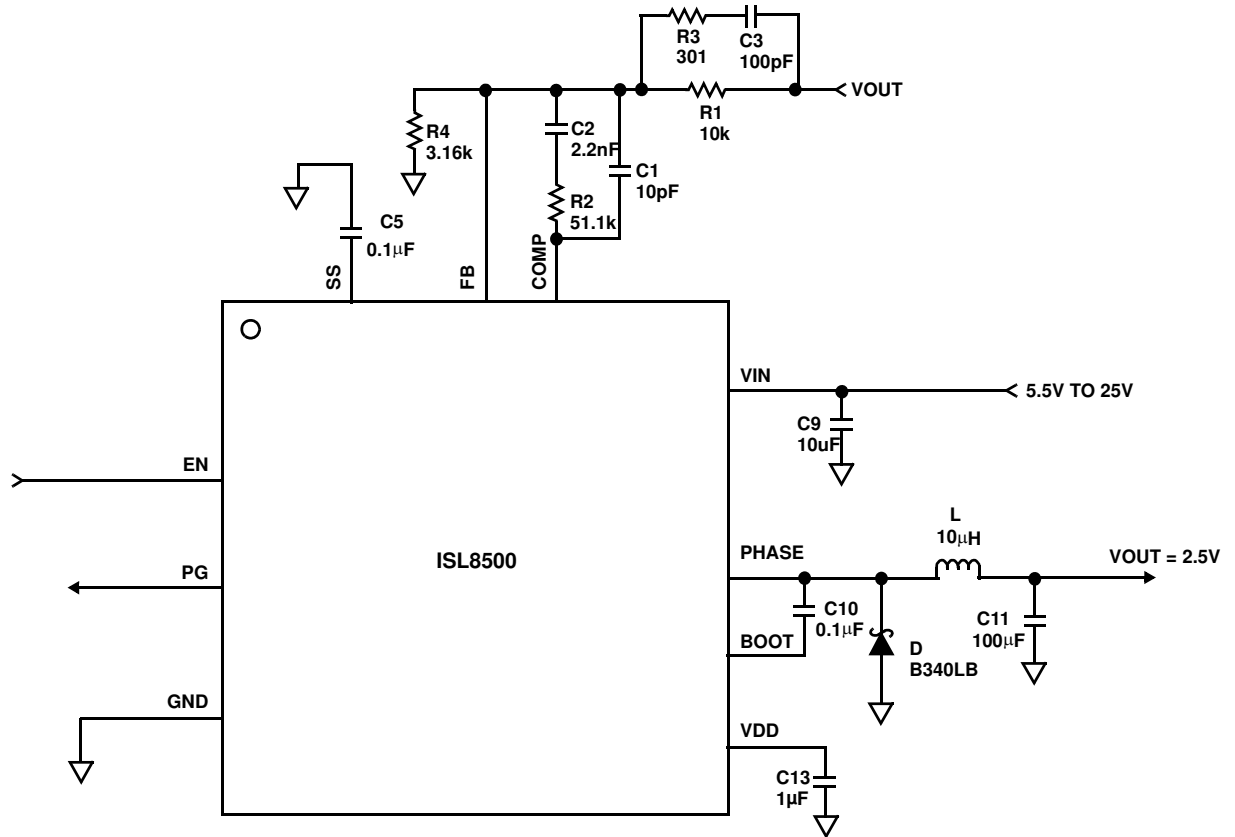 R3
301
C3
100pF
VOUT
R1
10k
R4
3.16k
C2
2.2nF
C1
10pF
R2
51.1k
C5
0.1µF
SS
FB
COMP
VIN
5.5V TO 25V
C9
10uF
EN
ISL8500
PG
PHASE
L
10µH
VOUT = 2.5V
C10
0.1µF
C11
100µF
BOOT
D
B340LB
GND
VDD
C13
1µF